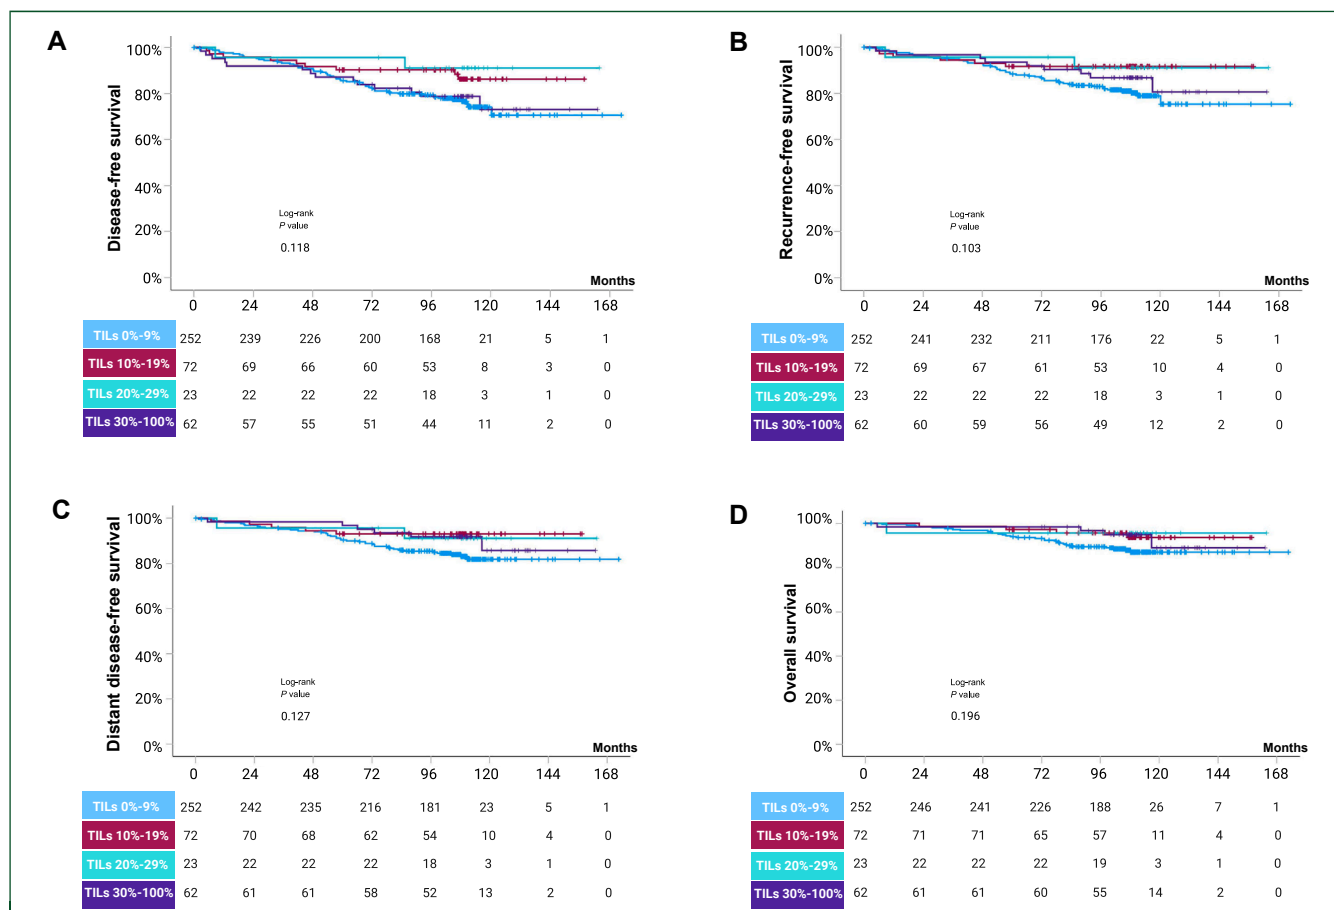 A
Disease-free survival
100%
80%
60%
40%
20%
0%
Log-rank
P value
0.118
Months
0 24 48 72 96 120 144 168
TILs 0%-9% 252 239 226 200 168 21 5 1
TILs 10%-19% 72 69 66 60 53 8 3 0
TILs 20%-29% 23 22 22 22 18 3 1 0
TILs 30%-100% 62 57 55 51 44 11 2 0
B
Recurrence-free survival
100%
80%
60%
40%
20%
0%
Log-rank
P value
0.103
Months
0 24 48 72 96 120 144 168
TILs 0%-9% 252 241 232 211 176 22 5 1
TILs 10%-19% 72 69 67 61 53 10 4 0
TILs 20%-29% 23 22 22 22 18 3 1 0
TILs 30%-100% 62 60 59 56 49 12 2 0
C
Distant disease-free survival
100%
80%
60%
40%
20%
0%
Log-rank
P value
0.127
Months
0 24 48 72 96 120 144 168
TILs 0%-9% 252 242 235 216 181 23 5 1
TILs 10%-19% 72 70 68 62 54 10 4 0
TILs 20%-29% 23 22 22 22 18 3 1 0
TILs 30%-100% 62 61 61 58 52 13 2 0
D
Overall survival
100%
80%
60%
40%
20%
0%
Log-rank
P value
0.196
Months
0 24 48 72 96 120 144 168
TILs 0%-9% 252 246 241 226 188 26 7 1
TILs 10%-19% 72 71 71 65 57 11 4 0
TILs 20%-29% 23 22 22 22 19 3 1 0
TILs 30%-100% 62 61 61 60 55 14 2 0